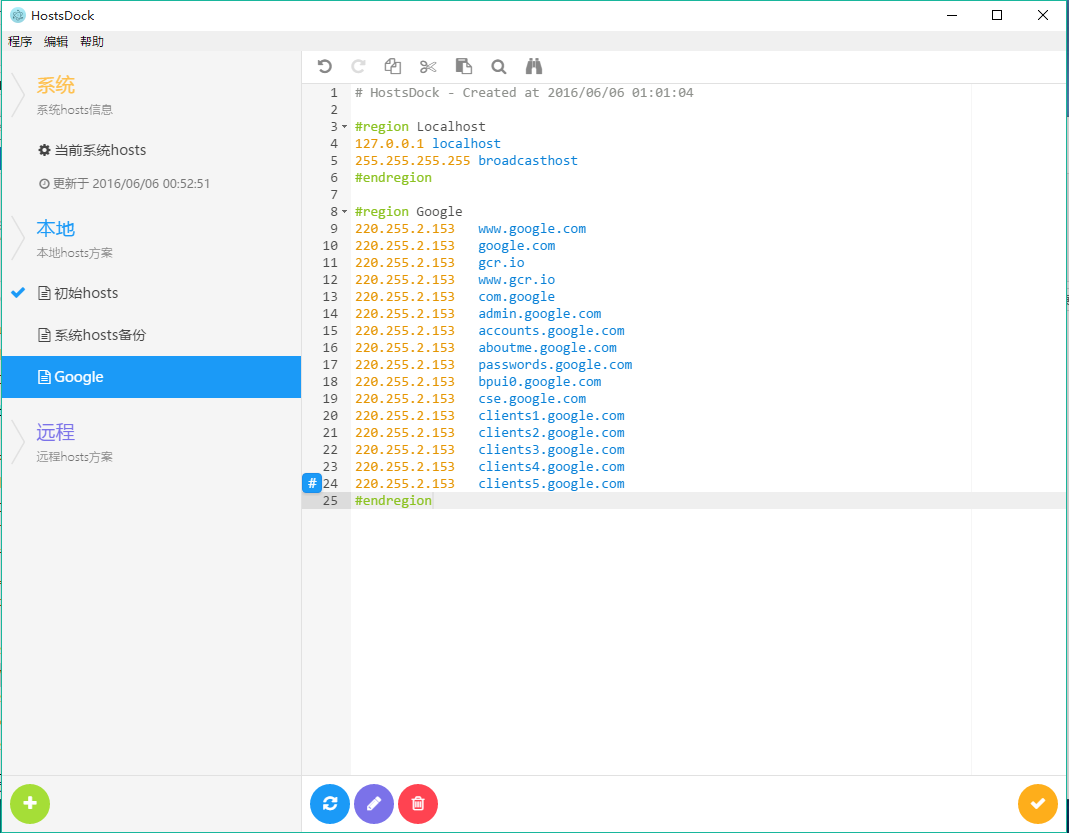 HostsDock
程序 编辑 帮助
系统
系统hosts信息
当前系统hosts
更新于 2016/06/06 00:52:51
本地
本地hosts方案
初始hosts
系统hosts备份
Google
远程
远程hosts方案
1 # HostsDock - Created at 2016/06/06 01:01:04
2
3 #region Localhost
4 127.0.0.1 localhost
5 255.255.255.255 broadcasthost
6 #endregion
7
8 #region Google
9 220.255.2.153 www.google.com
10 220.255.2.153 google.com
11 220.255.2.153 gcr.io
12 220.255.2.153 www.gcr.io
13 220.255.2.153 com.google
14 220.255.2.153 admin.google.com
15 220.255.2.153 accounts.google.com
16 220.255.2.153 aboutme.google.com
17 220.255.2.153 passwords.google.com
18 220.255.2.153 bpui0.google.com
19 220.255.2.153 cse.google.com
20 220.255.2.153 clients1.google.com
21 220.255.2.153 clients2.google.com
22 220.255.2.153 clients3.google.com
23 220.255.2.153 clients4.google.com
# 24 220.255.2.153 clients5.google.com
25 #endregion